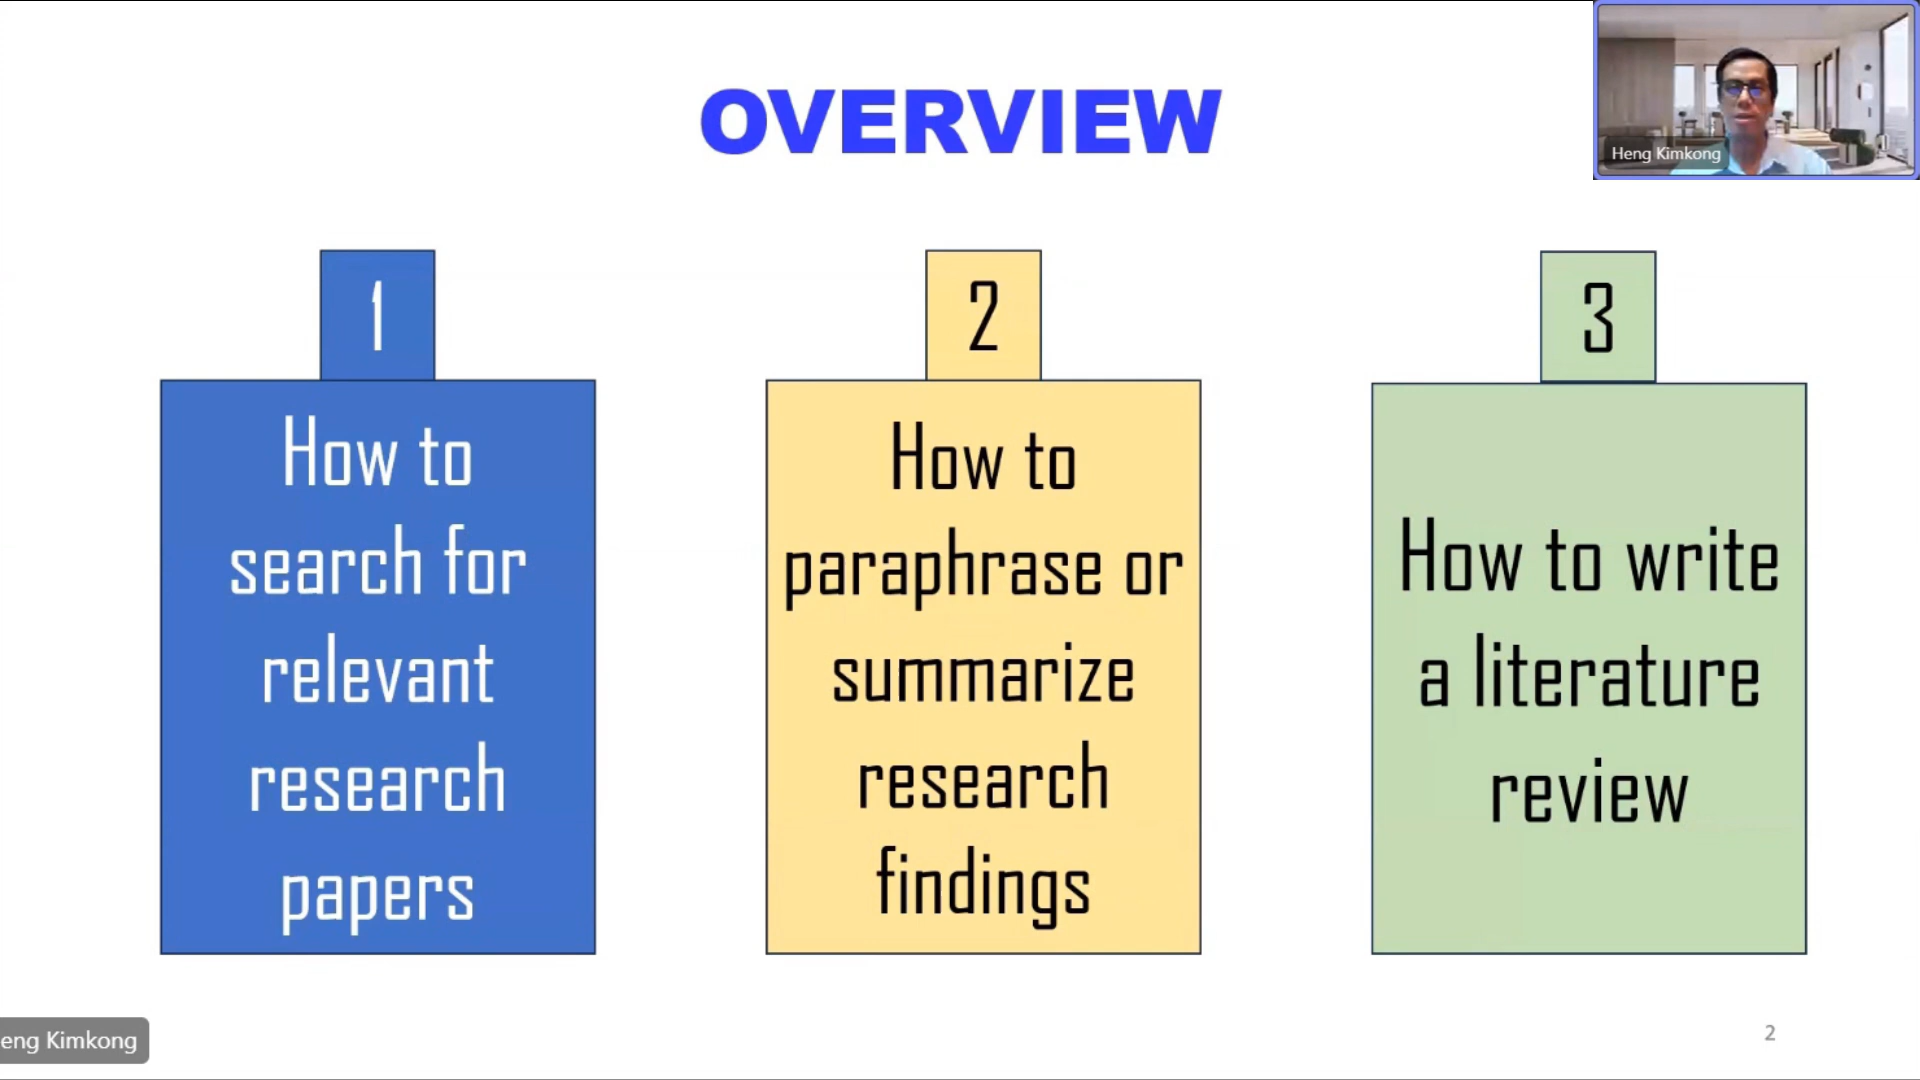 OVERVIEW
Heng Kimkong
1
How to
search for
relevant
research
papers
2
How to
paraphrase or
summarize
research
findings
3
How to write
a literature
review
eng Kimkong
2